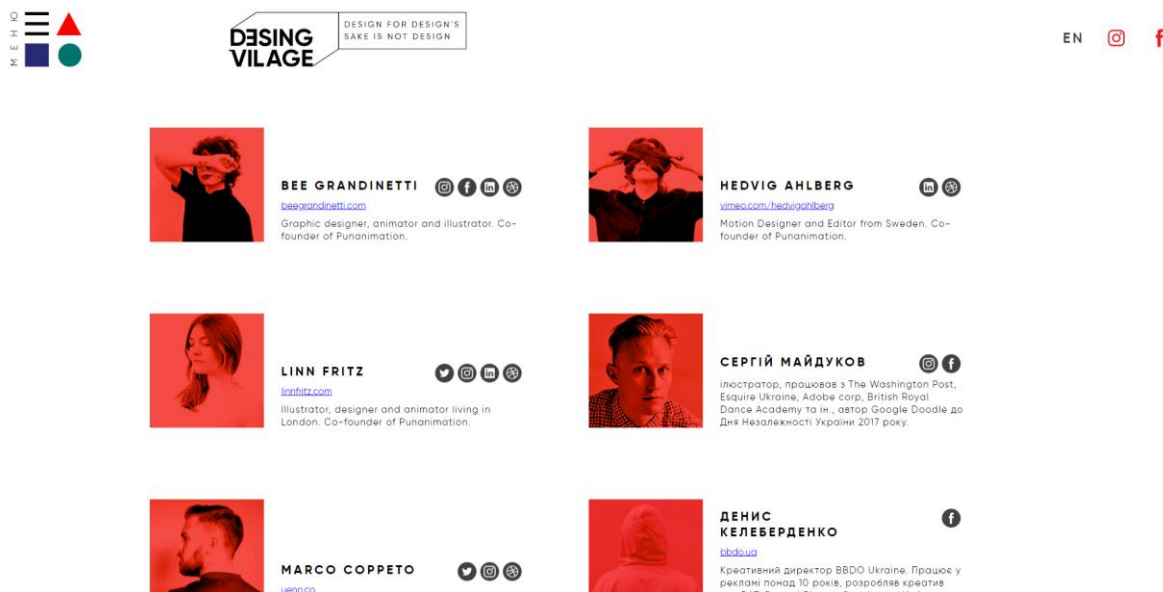 МЕНЮ
DESING
VILAGE
DESIGN FOR DESIGN'S
SAKE IS NOT DESIGN
EN
BEE GRANDINETTI
beegrandinetti.com
Graphic designer, animator and illustrator. Co-
founder of Punanimation.
HEDVIG AHLBERG
vimeo.com/hedvigahlberg
Motion Designer and Editor from Sweden. Co-
founder of Punanimation.
LINN FRITZ
linnfritz.com
Illustrator, designer and animator living in
London. Co-founder of Punanimation.
СЕРГІЙ МАЙДУКОВ
ілюстратор, працював з The Washington Post,
Esquire Ukraine, Adobe corp, British Royal
Dance Academy та ін., автор Google Doodle до
Дня Незалежності України 2017 року.
MARCO COPPETO
ueno.co
ДЕНИС
КЕЛЕБЕРДЕНКО
bbdo.ua
Креативний директор BBDO Ukraine. Працює у
рекламі понад 10 років, розробляв креатив